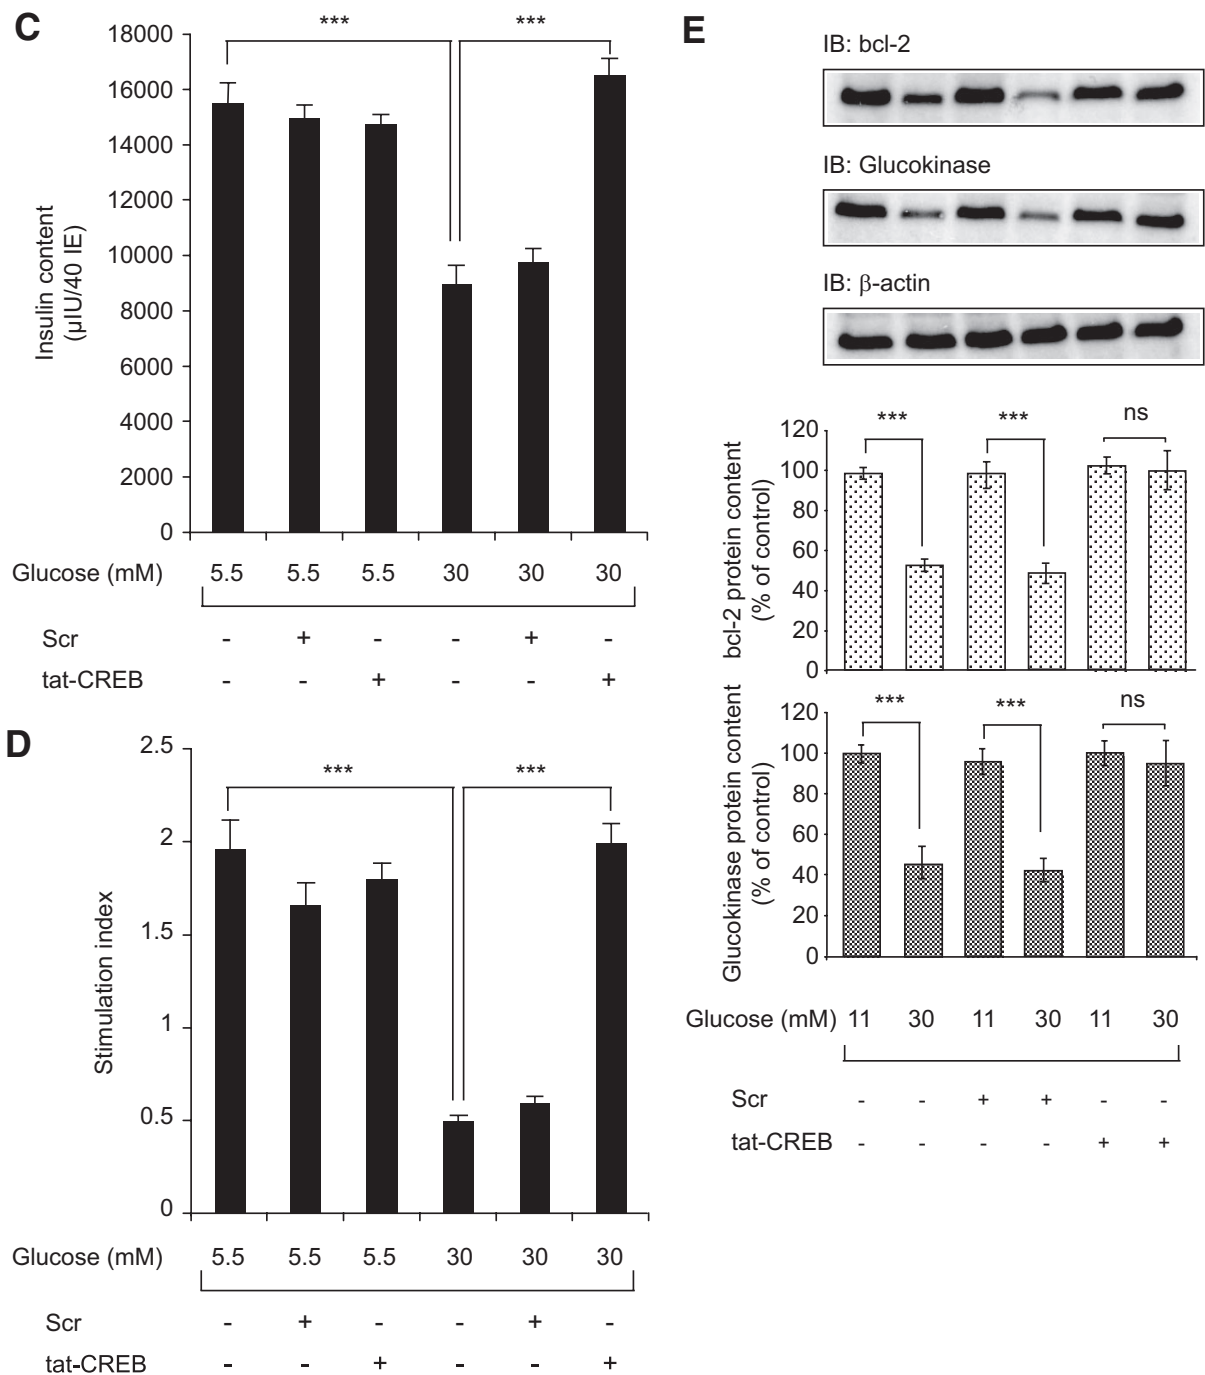 C
*** ***
18000
16000
14000
12000
10000
8000
6000
4000
2000
0
Insulin content
(µIU/40 IE)
Glucose (mM) 5.5 5.5 5.5 30 30 30
Scr - + - - + -
tat-CREB - - + - - +
D
*** ***
2.5
2
1.5
1
0.5
0
Stimulation index
Glucose (mM) 5.5 5.5 5.5 30 30 30
Scr - + - - + -
tat-CREB - - + - - +
E
IB: bcl-2
IB: Glucokinase
IB: β-actin
*** *** ns
120
100
80
60
40
20
0
bcl-2 protein content
(% of control)
*** *** ns
120
100
80
60
40
20
0
Glucokinase protein content
(% of control)
Glucose (mM) 11 30 11 30 11 30
Scr - - + + - -
tat-CREB - - - - + +